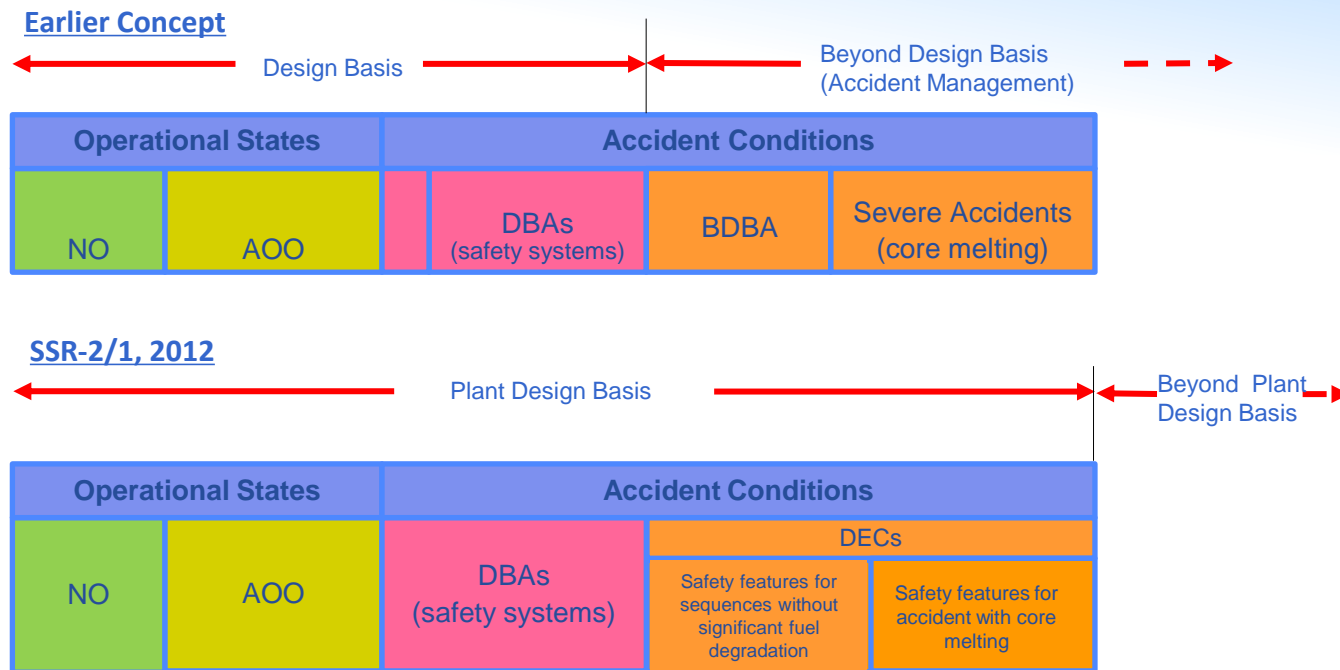 Earlier Concept
Design Basis
Beyond Design Basis
(Accident Management)
Operational States
Accident Conditions
NO
AOO
DBAs
(safety systems)
BDBA
Severe Accidents
(core melting)
SSR-2/1, 2012
Plant Design Basis
Beyond Plant
Design Basis
Operational States
Accident Conditions
NO
AOO
DBAs
(safety systems)
DECs
Safety features for
sequences without
significant fuel
degradation
Safety features for
accident with core
melting